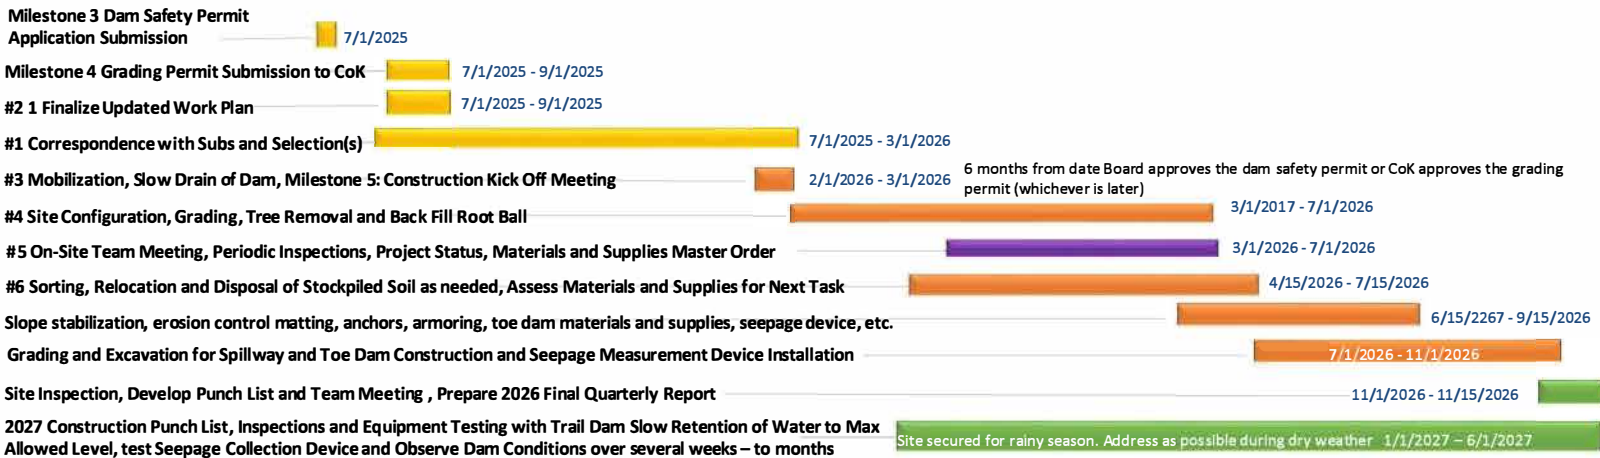 Milestone 3 Dam Safety Permit
Application Submission
7/1/2025
Milestone 4 Grading Permit Submission to CoK
7/1/2025 - 9/1/2025
#2 1 Finalize Updated Work Plan
7/1/2025 - 9/1/2025
#1 Correspondence with Subs and Selection(s)
7/1/2025 - 3/1/2026
#3 Mobilization, Slow Drain of Dam, Milestone 5: Construction Kick Off Meeting
2/1/2026 - 3/1/2026
6 months from date Board approves the dam safety permit or CoK approves the grading
permit (whichever is later)
#4 Site Configuration, Grading, Tree Removal and Back Fill Root Ball
3/1/2017 - 7/1/2026
#5 On-Site Team Meeting, Periodic Inspections, Project Status, Materials and Supplies Master Order
3/1/2026 - 7/1/2026
#6 Sorting, Relocation and Disposal of Stockpiled Soil as needed, Assess Materials and Supplies for Next Task
4/15/2026 - 7/15/2026
Slope stabilization, erosion control matting, anchors, armoring, toe dam materials and supplies, seepage device, etc.
6/15/2267 - 9/15/2026
Grading and Excavation for Spillway and Toe Dam Construction and Seepage Measurement Device Installation
7/1/2026 - 11/1/2026
Site Inspection, Develop Punch List and Team Meeting , Prepare 2026 Final Quarterly Report
11/1/2026 - 11/15/2026
2027 Construction Punch List, Inspections and Equipment Testing with Trail Dam Slow Retention of Water to Max
Allowed Level, test Seepage Collection Device and Observe Dam Conditions over several weeks – to months
Site secured for rainy season. Address as possible during dry weather 1/1/2027 – 6/1/2027